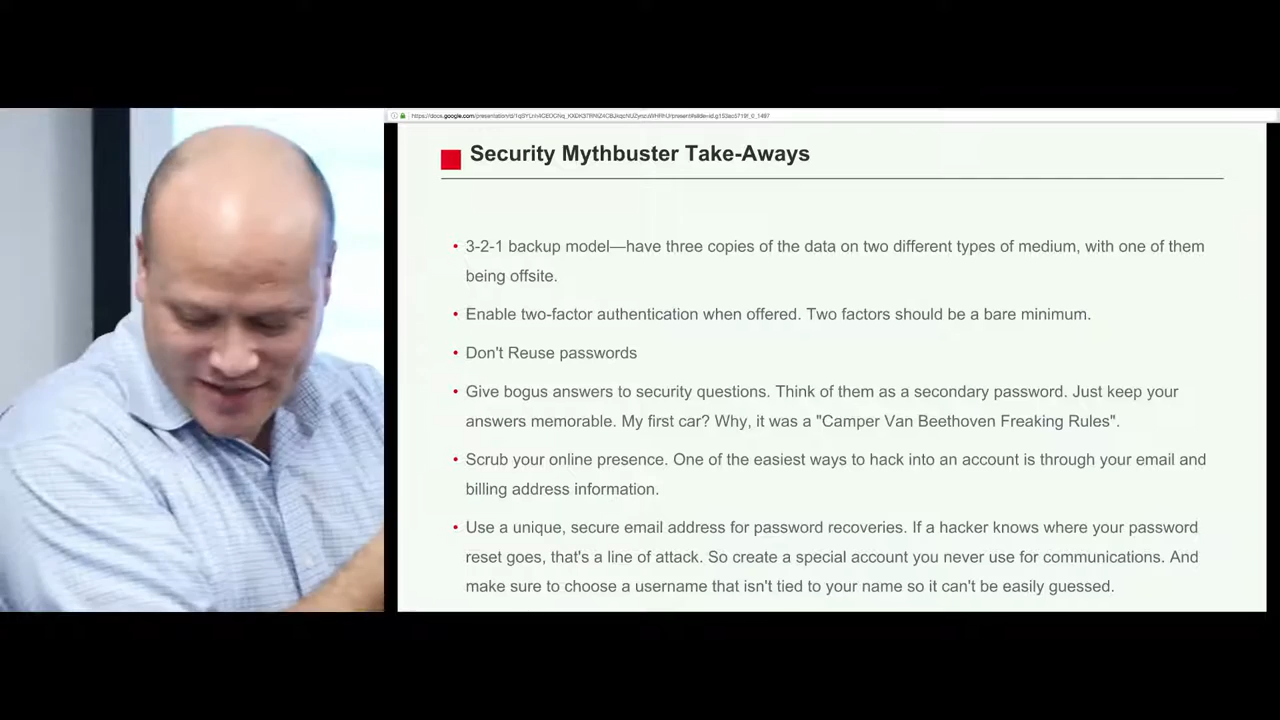 Security Mythbuster Take-Aways
• 3-2-1 backup model—have three copies of the data on two different types of medium, with one of them
being offsite.
• Enable two-factor authentication when offered. Two factors should be a bare minimum.
• Don't Reuse passwords
• Give bogus answers to security questions. Think of them as a secondary password. Just keep your
answers memorable. My first car? Why, it was a "Camper Van Beethoven Freaking Rules".
• Scrub your online presence. One of the easiest ways to hack into an account is through your email and
billing address information.
• Use a unique, secure email address for password recoveries. If a hacker knows where your password
reset goes, that's a line of attack. So create a special account you never use for communications. And
make sure to choose a username that isn't tied to your name so it can't be easily guessed.